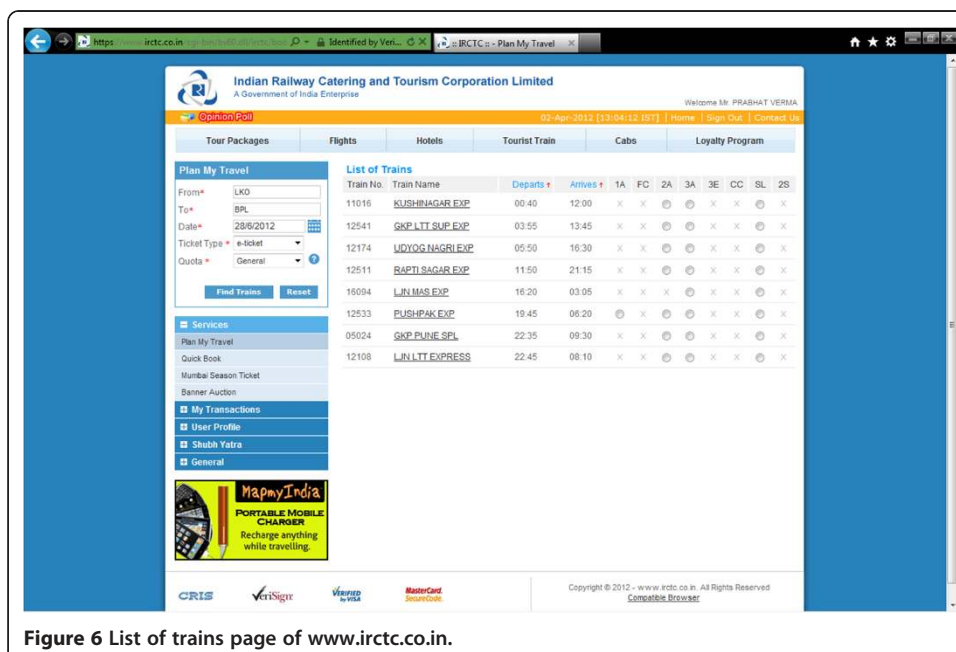 https://www.irctc.co.in Identified by Veri... :: IRCTC :: - Plan My Travel
Indian Railway Catering and Tourism Corporation Limited
A Government of India Enterprise
Welcome Mr. PRABHAT VERMA
Opinion Poll 02-Apr-2012 [13:04:12 IST] | Home | Sign Out | Contact Us
Tour Packages Flights Hotels Tourist Train Cabs Loyalty Program
Plan My Travel
From* LKO
To* BPL
Date* 28/6/2012
Ticket Type * e-ticket
Quota * General
Find Trains Reset
Services
Plan My Travel
Quick Book
Mumbai Season Ticket
Banner Auction
My Transactions
User Profile
Shubh Yatra
General
MapmyIndia
PORTABLE MOBILE
CHARGER
Recharge anything
while travelling.
List of Trains
Train No. Train Name Departs ↑ Arrives ↑ 1A FC 2A 3A 3E CC SL 2S
11016 KUSHINAGAR EXP 00:40 12:00 X X X X X
12541 GKP LTT SUP EXP 03:55 13:45 X X X X X
12174 UDYOG NAGRI EXP 05:50 16:30 X X X X X
12511 RAPTI SAGAR EXP 11:50 21:15 X X X X X
16094 LJN MAS EXP 16:20 03:05 X X X X X X
12533 PUSHPAK EXP 19:45 06:20 X X X X
05024 GKP PUNE SPL 22:35 09:30 X X X X X
12108 LJN LTT EXPRESS 22:45 08:10 X X X X X
CRIS VeriSign VERIFIED by VISA MasterCard. SecureCode.
Copyright © 2012 - www.irctc.co.in. All Rights Reserved
Compatible Browser
Figure 6 List of trains page of www.irctc.co.in.